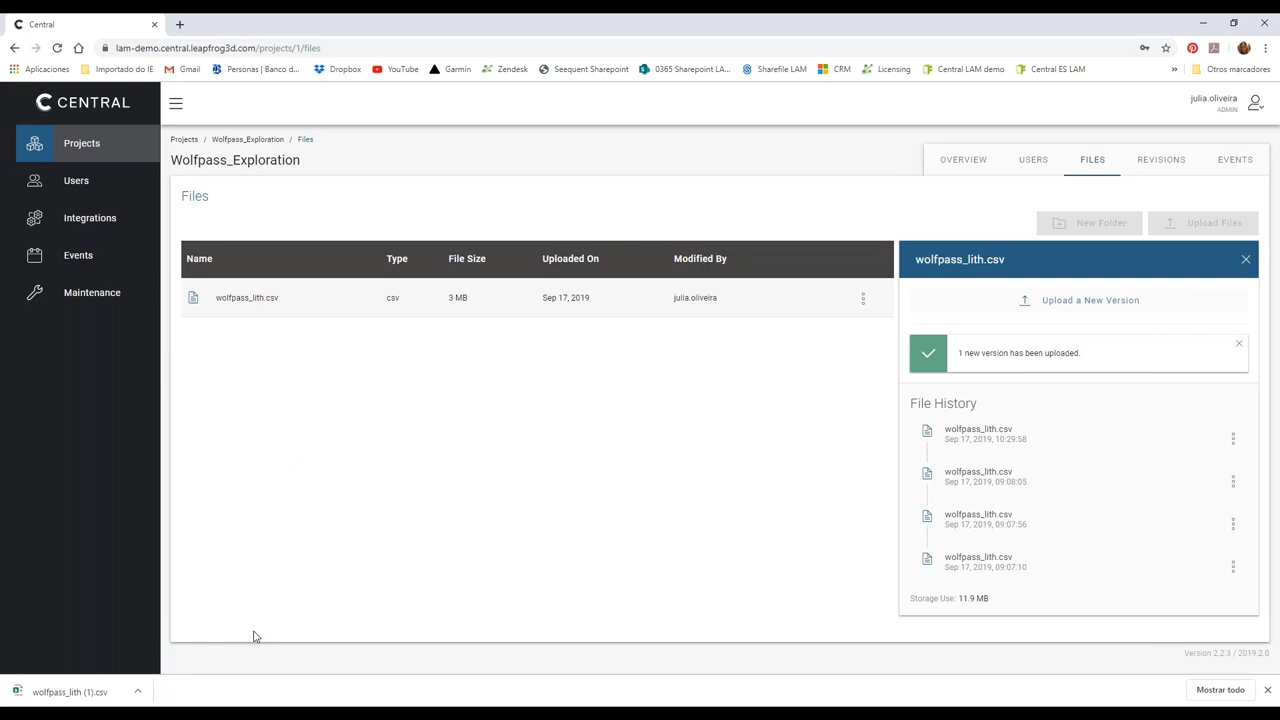 Central
lam-demo.central.leapfrog3d.com/projects/1/files
Aplicaciones
Importado do IE
Gmail
Personas | Banco d...
Dropbox
YouTube
Garmin
Zendesk
Seequent Sharepoint
0365 Sharepoint LA...
Sharefile LAM
CRM
Licensing
Central LAM demo
Central ES LAM
»
Otros marcadores
CENTRAL
julia.oliveira
ADMIN
Projects
Users
Integrations
Events
Maintenance
Projects / Wolfpass_Exploration / Files
Wolfpass_Exploration
OVERVIEW
USERS
FILES
REVISIONS
EVENTS
Files
New Folder
Upload Files
Name
Type
File Size
Uploaded On
Modified By
wolfpass_lith.csv
csv
3 MB
Sep 17, 2019
julia.oliveira
wolfpass_lith.csv
Upload a New Version
1 new version has been uploaded.
File History
wolfpass_lith.csv
Sep 17, 2019, 10:29:58
wolfpass_lith.csv
Sep 17, 2019, 09:08:05
wolfpass_lith.csv
Sep 17, 2019, 09:07:56
wolfpass_lith.csv
Sep 17, 2019, 09:07:10
Storage Use: 11.9 MB
Version 2.2.3 / 2019.2.0
wolfpass_lith (1).csv
Mostrar todo